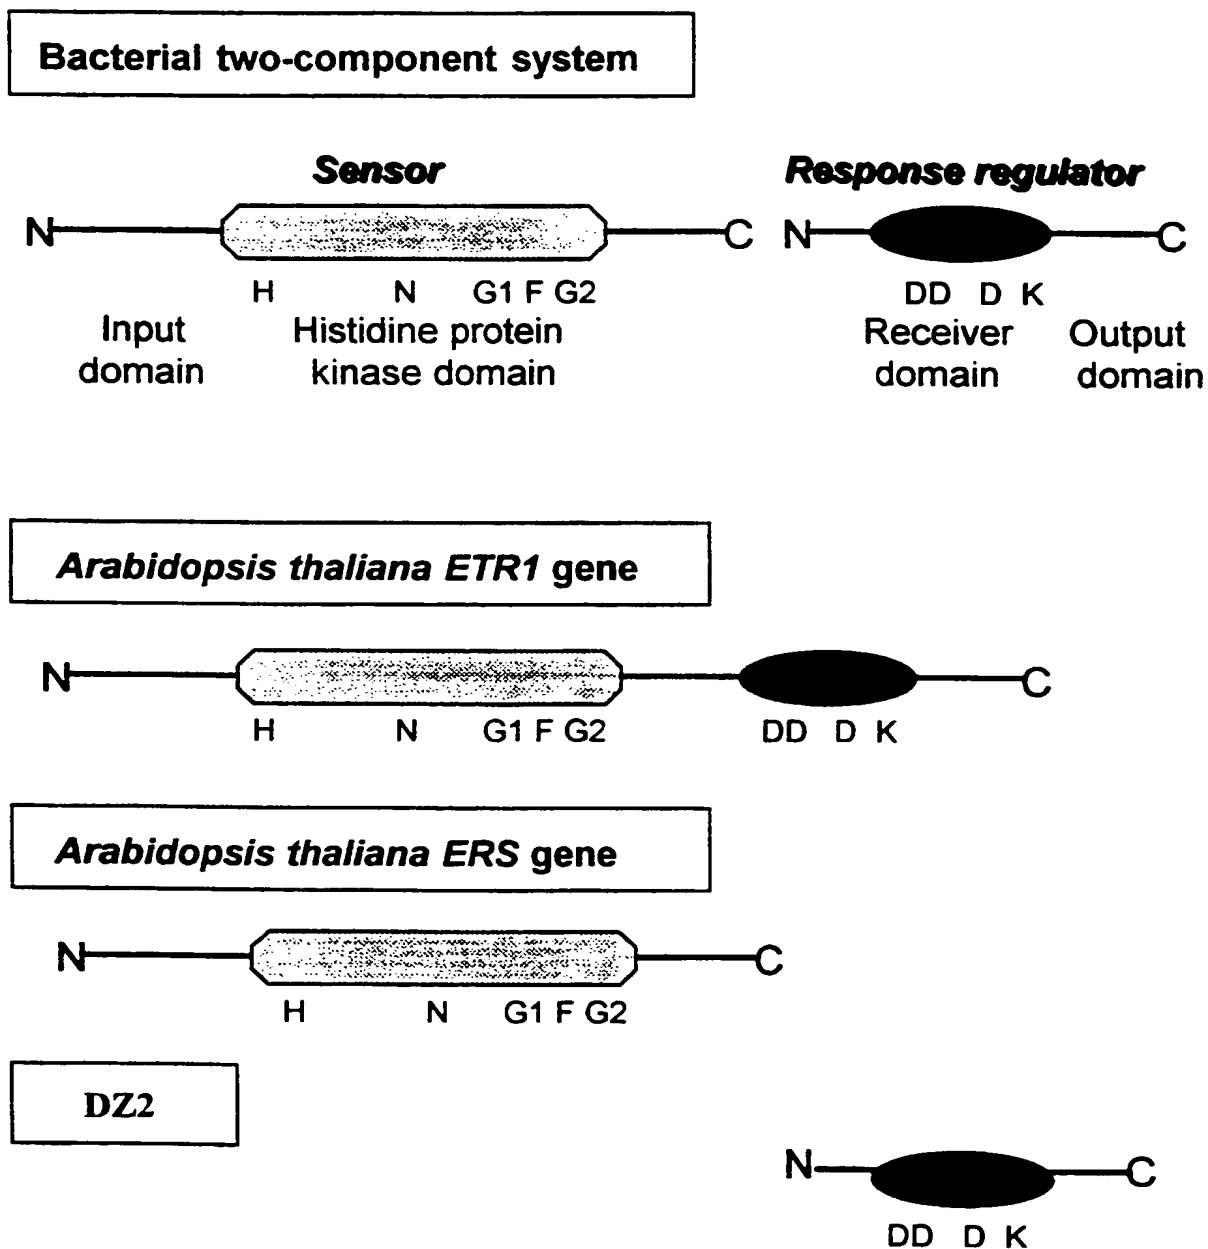 Bacterial two-component system
Sensor
Response regulator
N C N C
H N G1 F G2 DD D K
Input domain
Histidine protein kinase domain
Receiver domain
Output domain
Arabidopsis thaliana ETR1 gene
N C
H N G1 F G2 DD D K
Arabidopsis thaliana ERS gene
N C
H N G1 F G2
DZ2
N C
DD D K